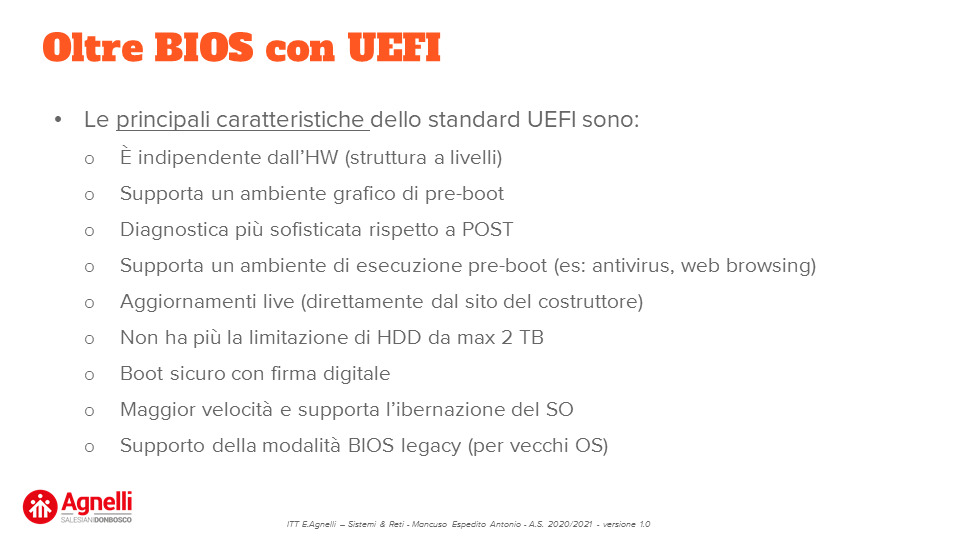 Oltre BIOS con UEFI
• Le principali caratteristiche dello standard UEFI sono:
o È indipendente dall'HW (struttura a livelli)
o Supporta un ambiente grafico di pre-boot
o Diagnostica più sofisticata rispetto a POST
o Supporta un ambiente di esecuzione pre-boot (es: antivirus, web browsing)
o Aggiornamenti live (direttamente dal sito del costruttore)
o Non ha più la limitazione di HDD da max 2 TB
o Boot sicuro con firma digitale
o Maggior velocità e supporta l'ibernazione del SO
o Supporto della modalità BIOS legacy (per vecchi OS)
Agnelli
SALESIANIDONBOSCO
ITT E.Agnelli – Sistemi & Reti - Mancuso Espedito Antonio - A.S. 2020/2021 - versione 1.0